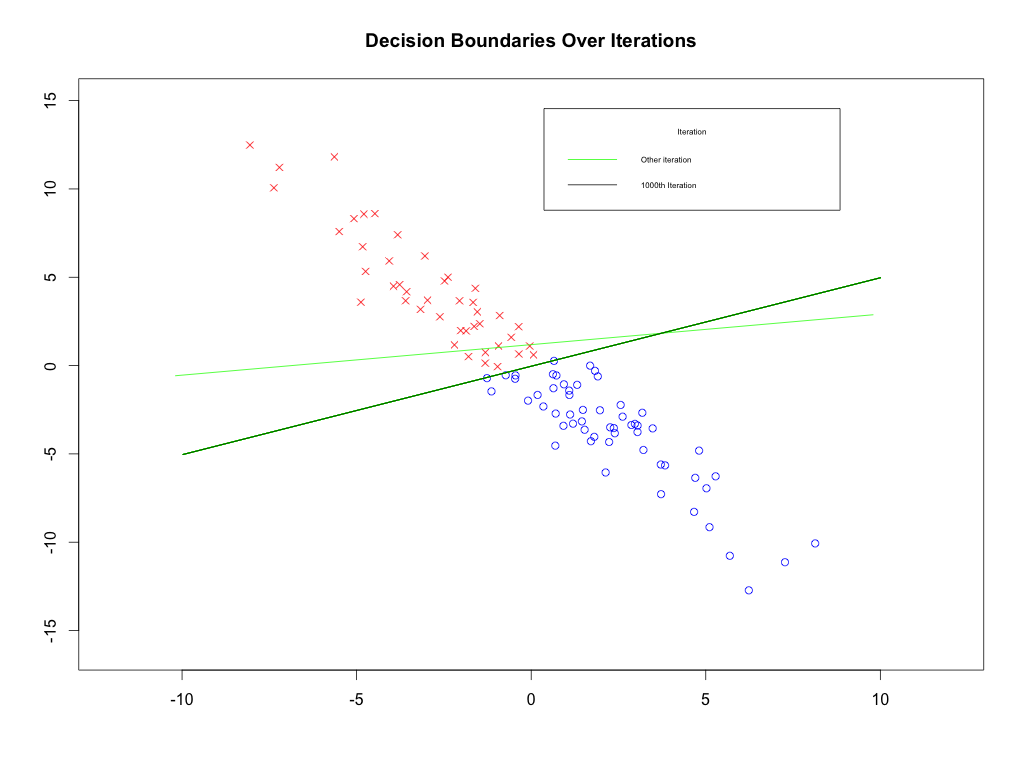 Decision Boundaries Over Iterations
15
10
5
0
-5
-10
-15
Iteration
Other iteration
1000th Iteration
-10 -5 0 5 10